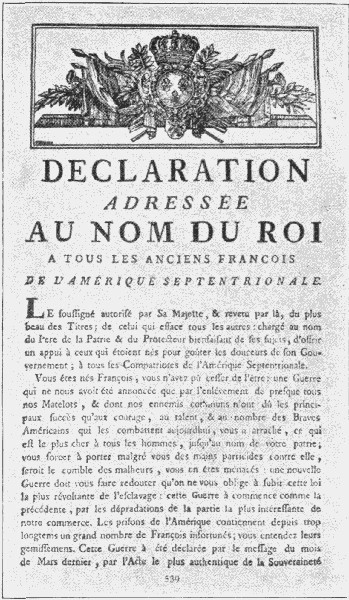 DECLARATION
ADRESSÉE
AU NOM DU ROI
A TOUS LES ANCIENS FRANCOIS
DE L'AMÉRIQUE SEPTENTRIONALE.
LE soussigné autorisé par Sa Majesté, & revetu par là, du plus
beau des Titres; de celui qui efface tous les autres: chargé au nom
du Pere de la Patrie & du Protecteur bienfaisant de ses sujets, d'offrir
un appui à ceux qui étoient nés pour goûter les douceurs de son Gou-
vernement; à tous ses Compatriotes de l'Amérique Septentrionale.
Vous êtes nés François, vous n'avez pû cesser de l'être: une Guerre
qui ne nous avoit été annoncée que par l'enlévement de presque tous
nos Matelots, & dont nos ennemis communs n'ont dû les princi-
paux succès qu'au courage, au talent, & au nombre des Braves
Américains qui les combattent aujourdhui, vous a arraché, ce qui
est le plus cher à tous les hommes, jusqu'au nom de votre patrie;
vous forcer à porter malgré vous des mains parricides contre elle,
seroit le comble des malheurs, vous en êtes menacés: une nouvelle
Guerre doit vous faire redouter qu'on ne vous oblige à subir cette loi
la plus révoltante de l'esclavage: cette Guerre à commencé comme la
précédente, par les déprédations de la partie la plus intéressante de
notre commerce. Les prisons de l'Amérique contiennent depuis trop
longtems un grand nombre de François infortunés; vous entendez leurs
gemissemens. Cette Guerre à été déclarée par le message du mois
de Mars dernier, par l'Acte le plus authentique de la Souveraineté
539